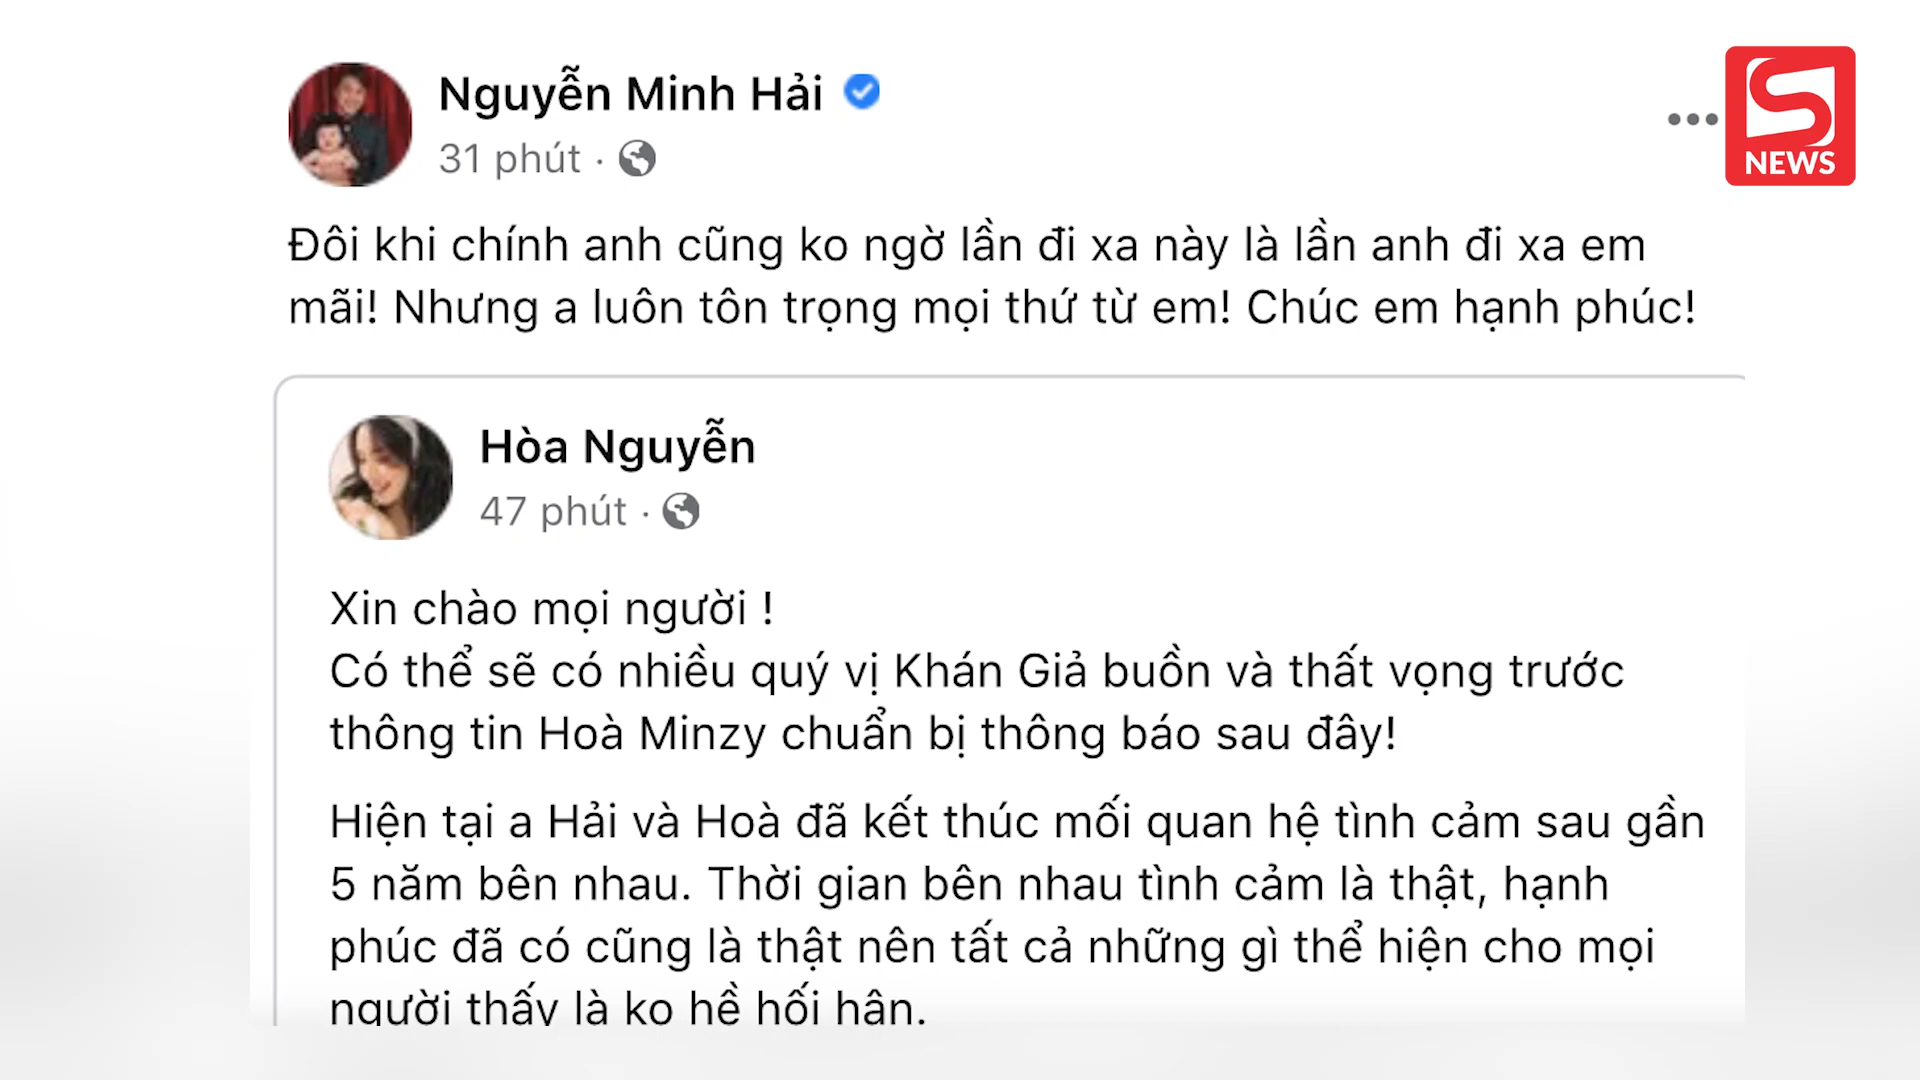 Nguyễn Minh Hải
31 phút ·
S
NEWS
Đôi khi chính anh cũng ko ngờ lần đi xa này là lần anh đi xa em
mãi! Nhưng a luôn tôn trọng mọi thứ từ em! Chúc em hạnh phúc!
Hòa Nguyễn
47 phút ·
Xin chào mọi người !
Có thể sẽ có nhiều quý vị Khán Giả buồn và thất vọng trước
thông tin Hoà Minzy chuẩn bị thông báo sau đây!
Hiện tại a Hải và Hoà đã kết thúc mối quan hệ tình cảm sau gần
5 năm bên nhau. Thời gian bên nhau tình cảm là thật, hạnh
phúc đã có cũng là thật nên tất cả những gì thể hiện cho mọi
người thấy là ko hề hối hận.